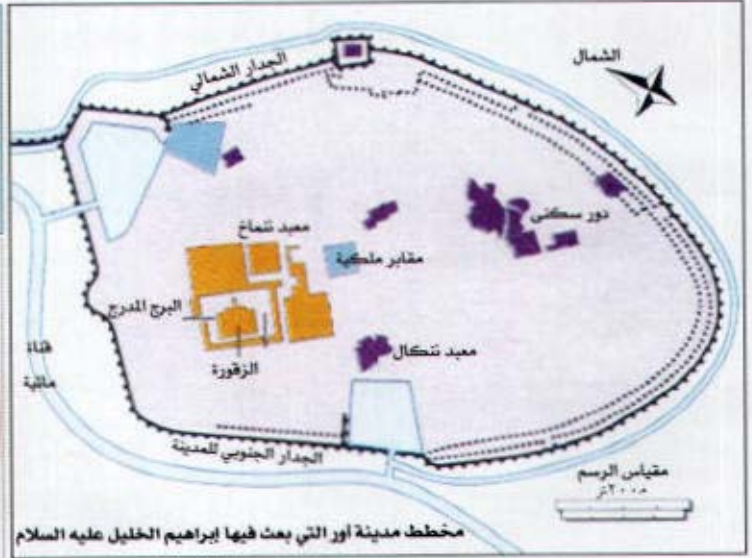 الشمال
الجدار الشمالي
دور سكنى
معبد ننماخ
مقابر ملكية
البرج المدرج
الزقورة
معبد ننكال
قناة
مائية
الجدار الجنوبي للمدينة
مقياس الرسم
مخطط مدينة أور التي بعث فيها إبراهيم الخليل عليه السلام